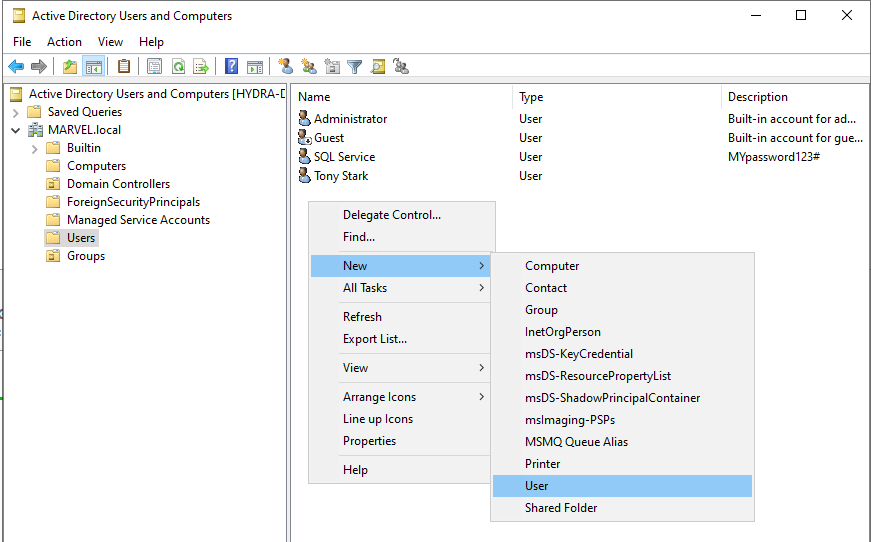 Active Directory Users and Computers
File Action View Help
Active Directory Users and Computers [HYDRA-D
Saved Queries
MARVEL.local
Builtin
Computers
Domain Controllers
ForeignSecurityPrincipals
Managed Service Accounts
Users
Groups
Name Type Description
Administrator User Built-in account for ad...
Guest User Built-in account for gue...
SQL Service User MYpassword123#
Tony Stark User
Delegate Control...
Find...
New
All Tasks
Refresh
Export List...
View
Arrange Icons
Line up Icons
Properties
Help
Computer
Contact
Group
InetOrgPerson
msDS-KeyCredential
msDS-ResourcePropertyList
msDS-ShadowPrincipalContainer
msImaging-PSPs
MSMQ Queue Alias
Printer
User
Shared Folder